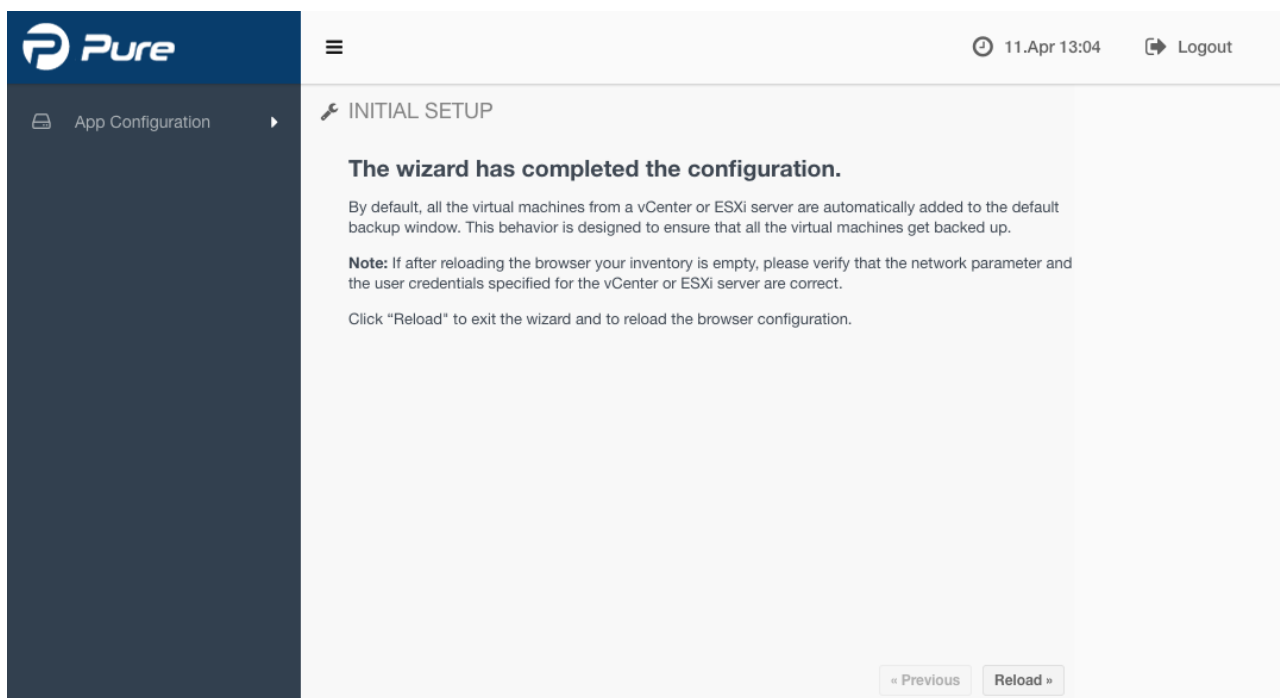 Pure
11.Apr 13:04
Logout
App Configuration
INITIAL SETUP
The wizard has completed the configuration.
By default, all the virtual machines from a vCenter or ESXi server are automatically added to the default
backup window. This behavior is designed to ensure that all the virtual machines get backed up.
Note: If after reloading the browser your inventory is empty, please verify that the network parameter and
the user credentials specified for the vCenter or ESXi server are correct.
Click “Reload" to exit the wizard and to reload the browser configuration.
« Previous
Reload »